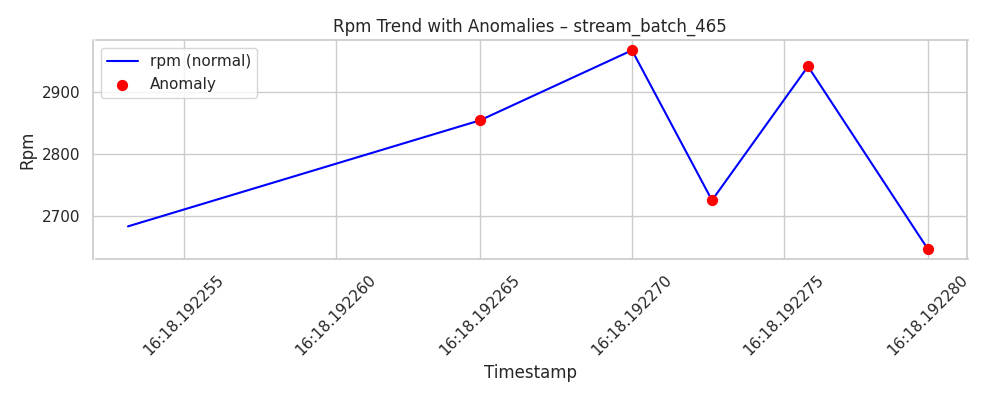 Rpm Trend with Anomalies – stream_batch_465
rpm (normal)
Anomaly
Rpm
2900
2800
2700
16:18.192255
16:18.192260
16:18.192265
16:18.192270
16:18.192275
16:18.192280
Timestamp